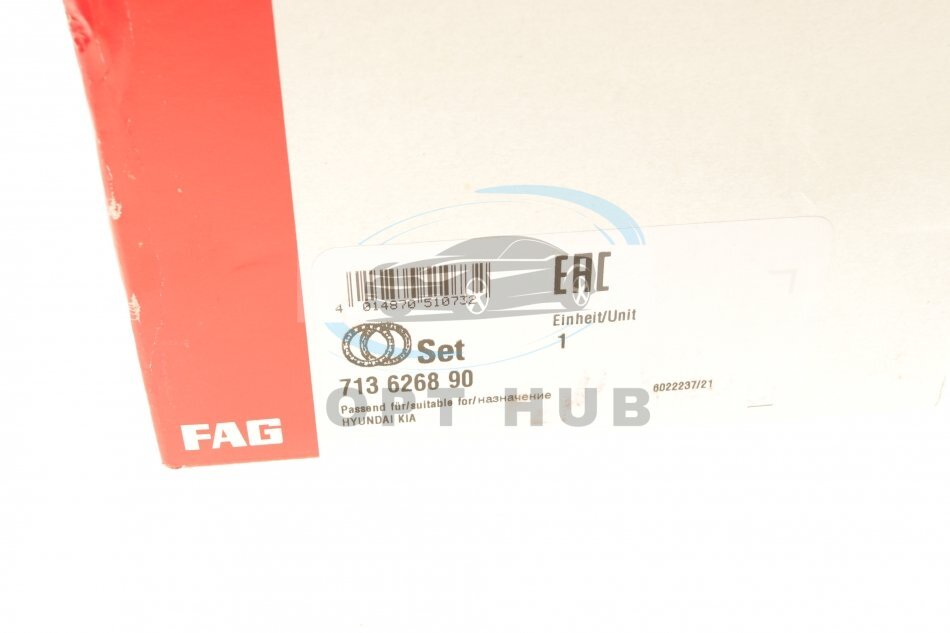 EAC
4 014870 510732
Einheit/Unit
1
Set
713 6268 90
Passend für/suitable for/назначение
HYUNDAI KIA
6022237/21
FAG
OPT HUB